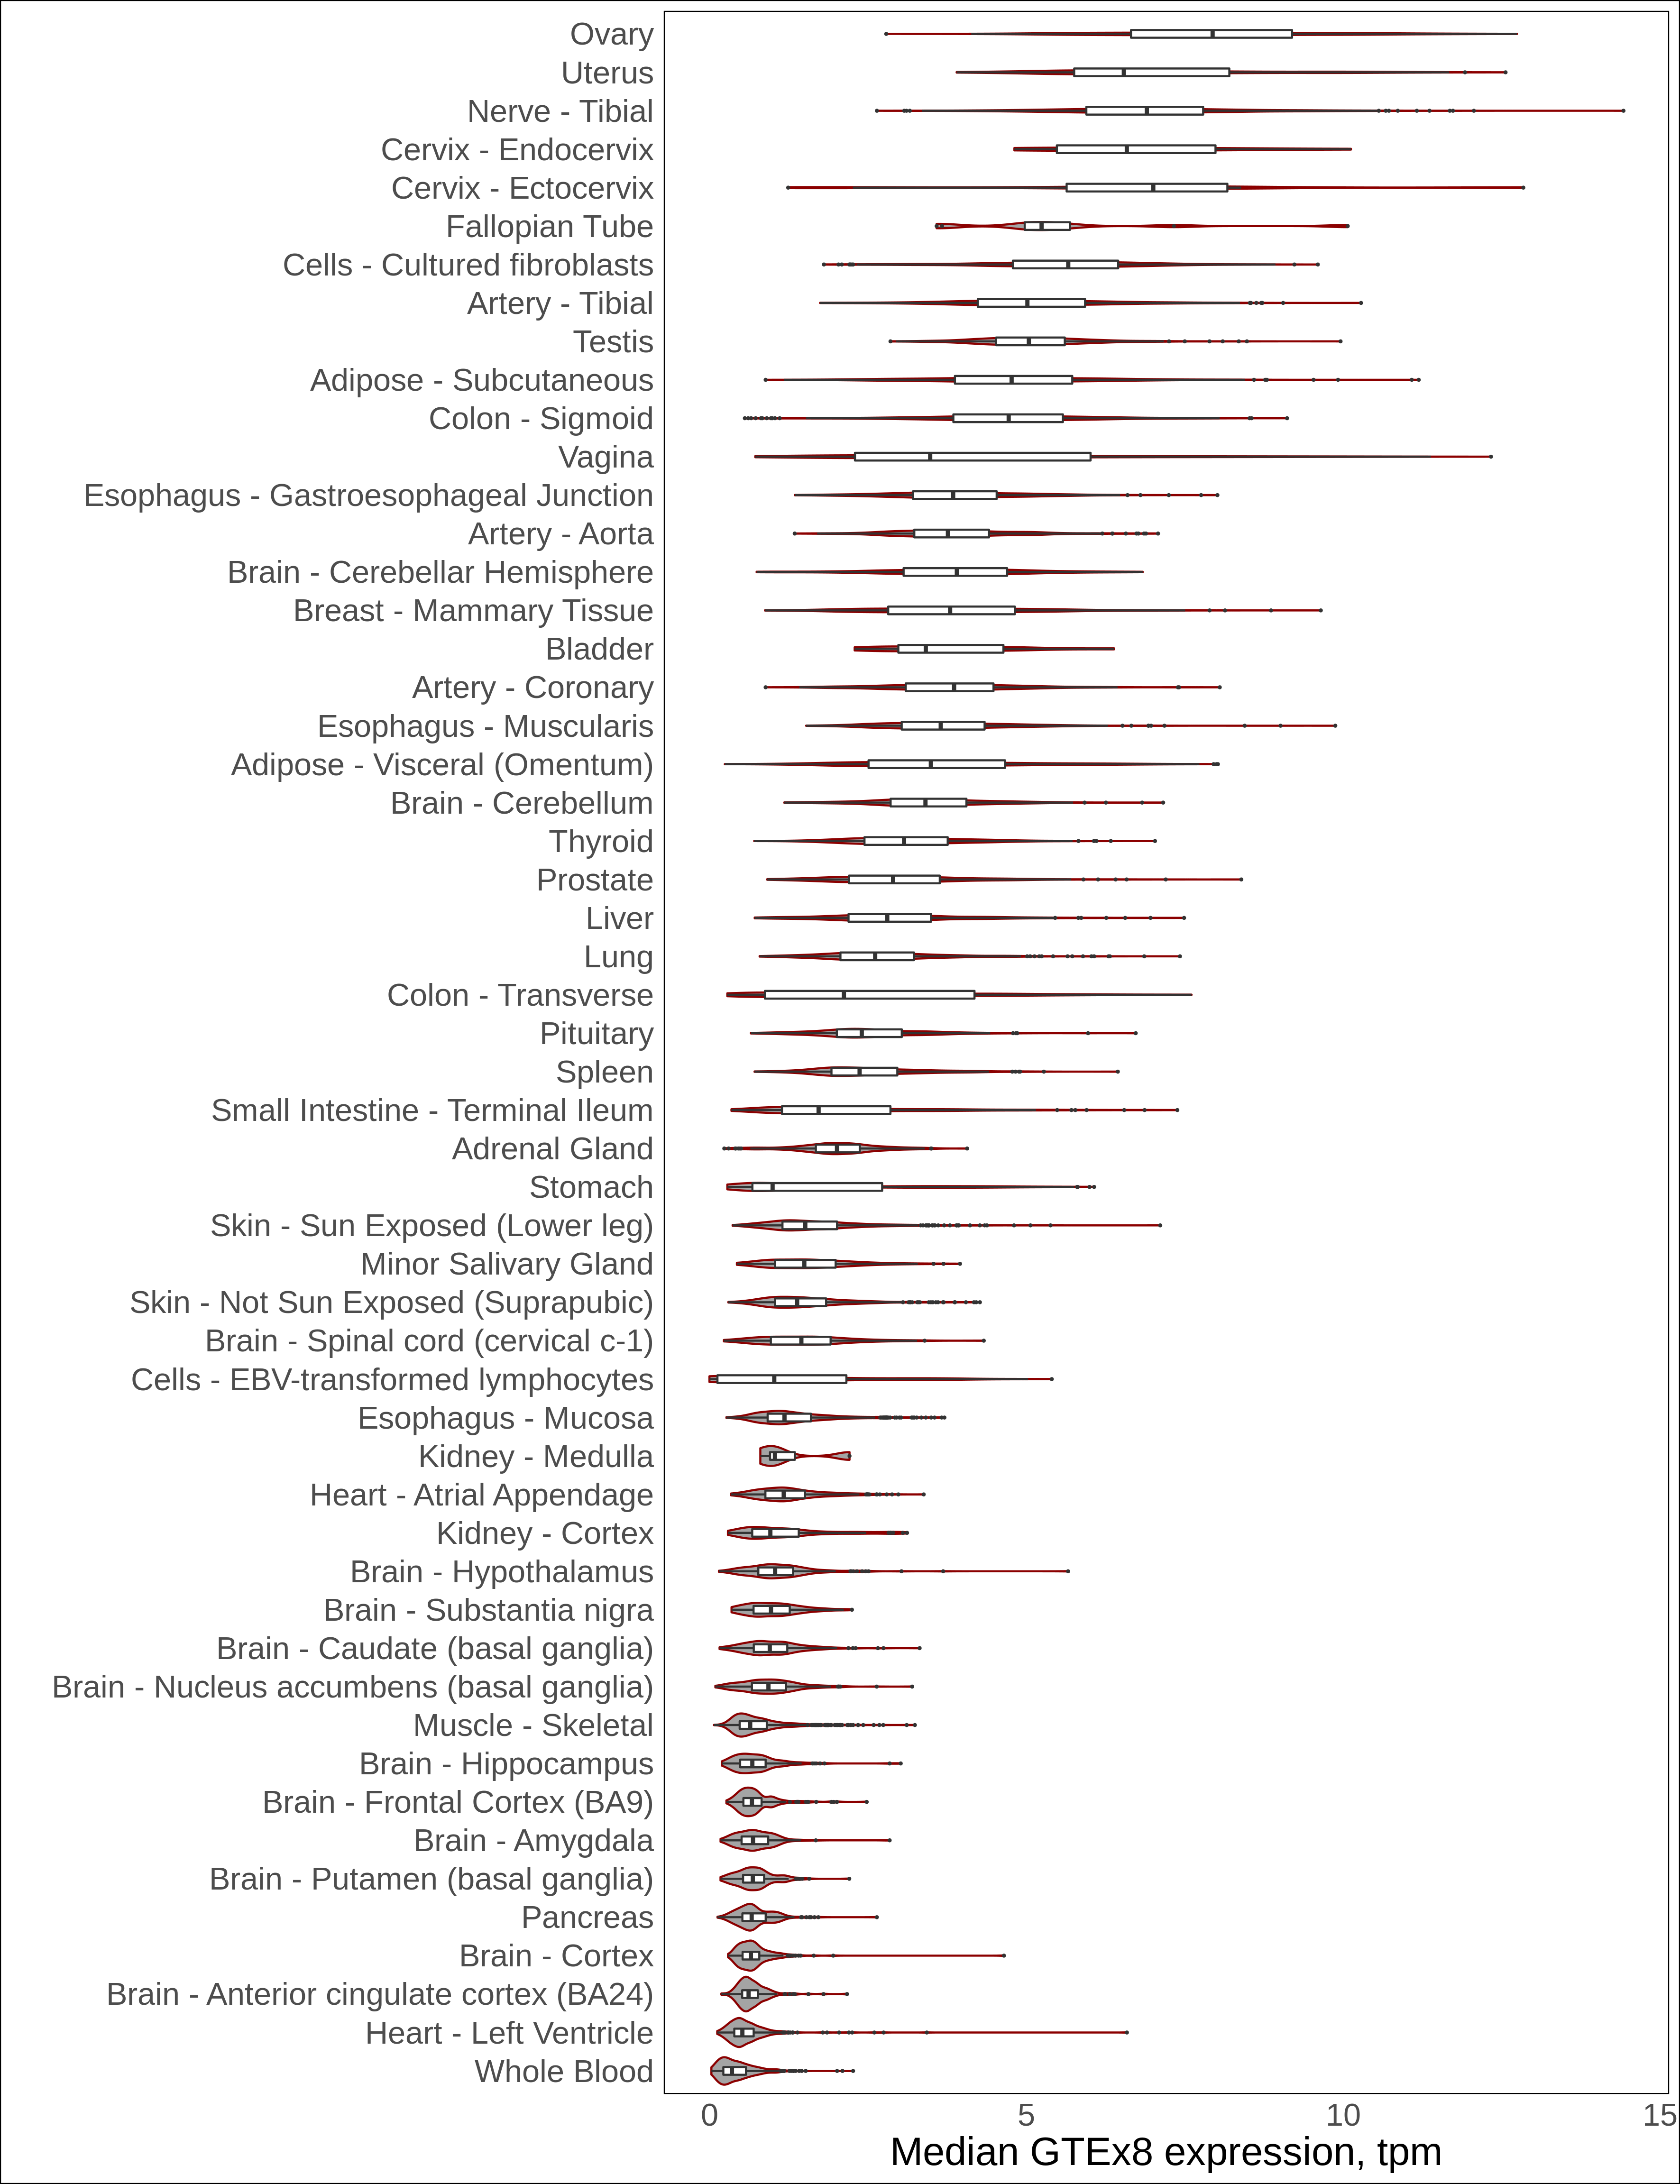 Ovary
Uterus
Nerve - Tibial
Cervix - Endocervix
Cervix - Ectocervix
Fallopian Tube
Cells - Cultured fibroblasts
Artery - Tibial
Testis
Adipose - Subcutaneous
Colon - Sigmoid
Vagina
Esophagus - Gastroesophageal Junction
Artery - Aorta
Brain - Cerebellar Hemisphere
Breast - Mammary Tissue
Bladder
Artery - Coronary
Esophagus - Muscularis
Adipose - Visceral (Omentum)
Brain - Cerebellum
Thyroid
Prostate
Liver
Lung
Colon - Transverse
Pituitary
Spleen
Small Intestine - Terminal Ileum
Adrenal Gland
Stomach
Skin - Sun Exposed (Lower leg)
Minor Salivary Gland
Skin - Not Sun Exposed (Suprapubic)
Brain - Spinal cord (cervical c-1)
Cells - EBV-transformed lymphocytes
Esophagus - Mucosa
Kidney - Medulla
Heart - Atrial Appendage
Kidney - Cortex
Brain - Hypothalamus
Brain - Substantia nigra
Brain - Caudate (basal ganglia)
Brain - Nucleus accumbens (basal ganglia)
Muscle - Skeletal
Brain - Hippocampus
Brain - Frontal Cortex (BA9)
Brain - Amygdala
Brain - Putamen (basal ganglia)
Pancreas
Brain - Cortex
Brain - Anterior cingulate cortex (BA24)
Heart - Left Ventricle
Whole Blood
0 5 10 15
Median GTEx8 expression, tpm